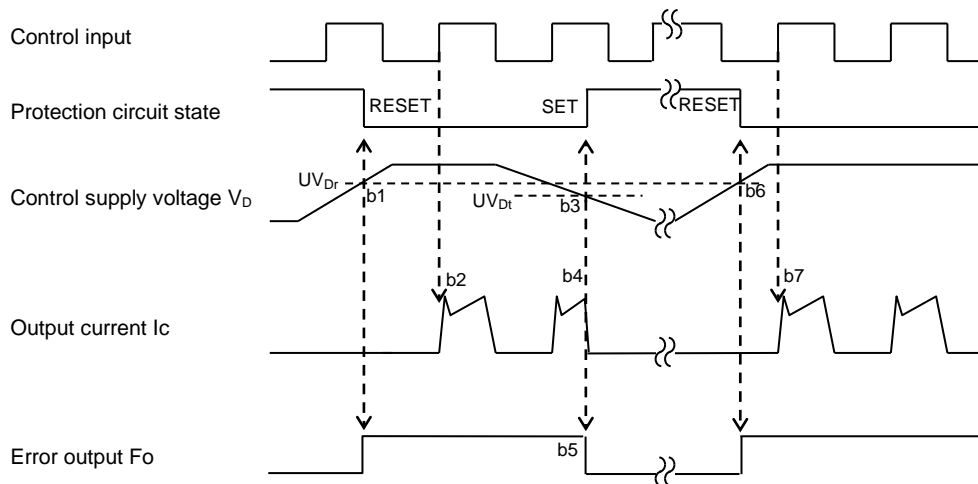 Control input
Protection circuit state
RESET
SET
RESET
Control supply voltage VD
UVDr
b1
UVDt
b3
b6
b2
b4
b7
Output current Ic
Error output Fo
b5